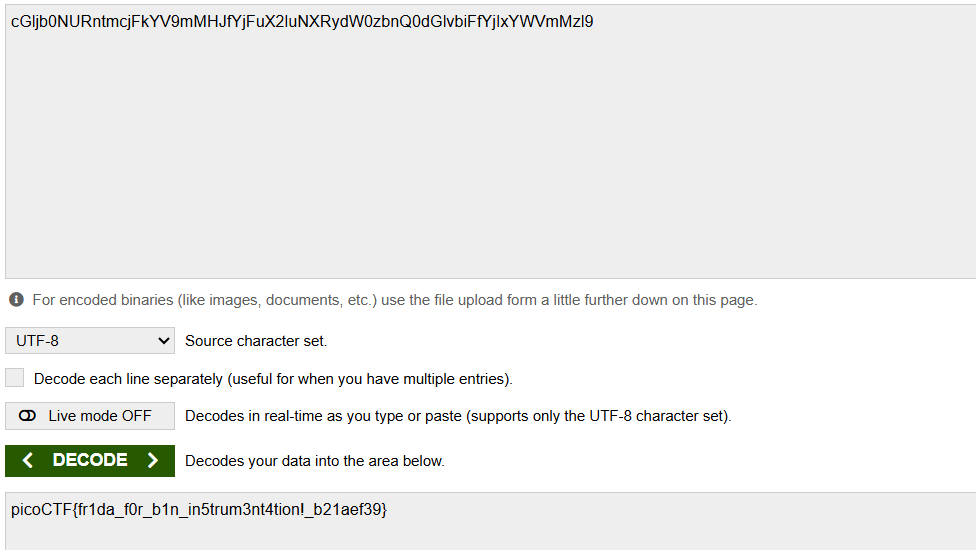 cGljb0NURntmcjFkYV9mMHJfYjFuX2luNXRydW0zbnQ0dGlvbiFfYjIxYWVmMzl9
For encoded binaries (like images, documents, etc.) use the file upload form a little further down on this page.
UTF-8 Source character set.
Decode each line separately (useful for when you have multiple entries).
Live mode OFF Decodes in real-time as you type or paste (supports only the UTF-8 character set).
DECODE Decodes your data into the area below.
picoCTF{fr1da_f0r_b1n_in5trum3nt4tion!_b21aef39}